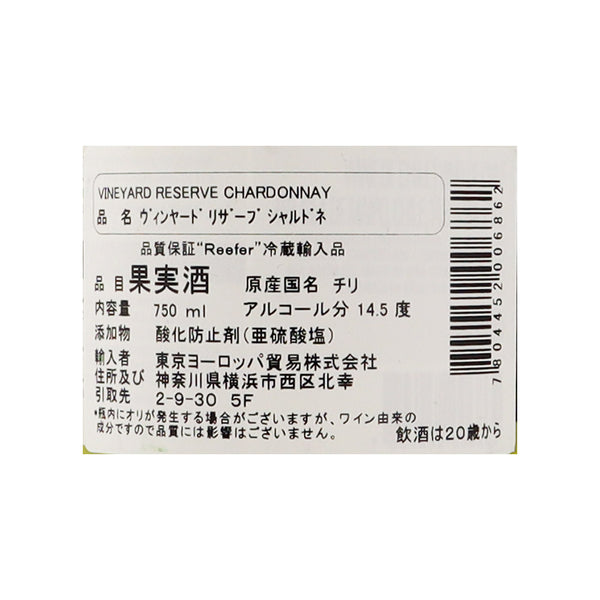 VINEYARD RESERVE CHARDONNAY
品 名 ヴィンヤード リザーブ シャルドネ
品質保証“Reefer”冷蔵輸入品
品目 果実酒 原産国名 チリ
内容量 750 ml アルコール分 14.5 度
添加物 酸化防止剤(亜硫酸塩)
輸入者 東京ヨーロッパ貿易株式会社
住所及び 神奈川県横浜市西区北幸
引取先 2-9-30 5F
*瓶内にオリが発生する場合がございますが、ワイン由来の
成分ですので品質には影響はございません。
飲酒は20歳から
7804452006862